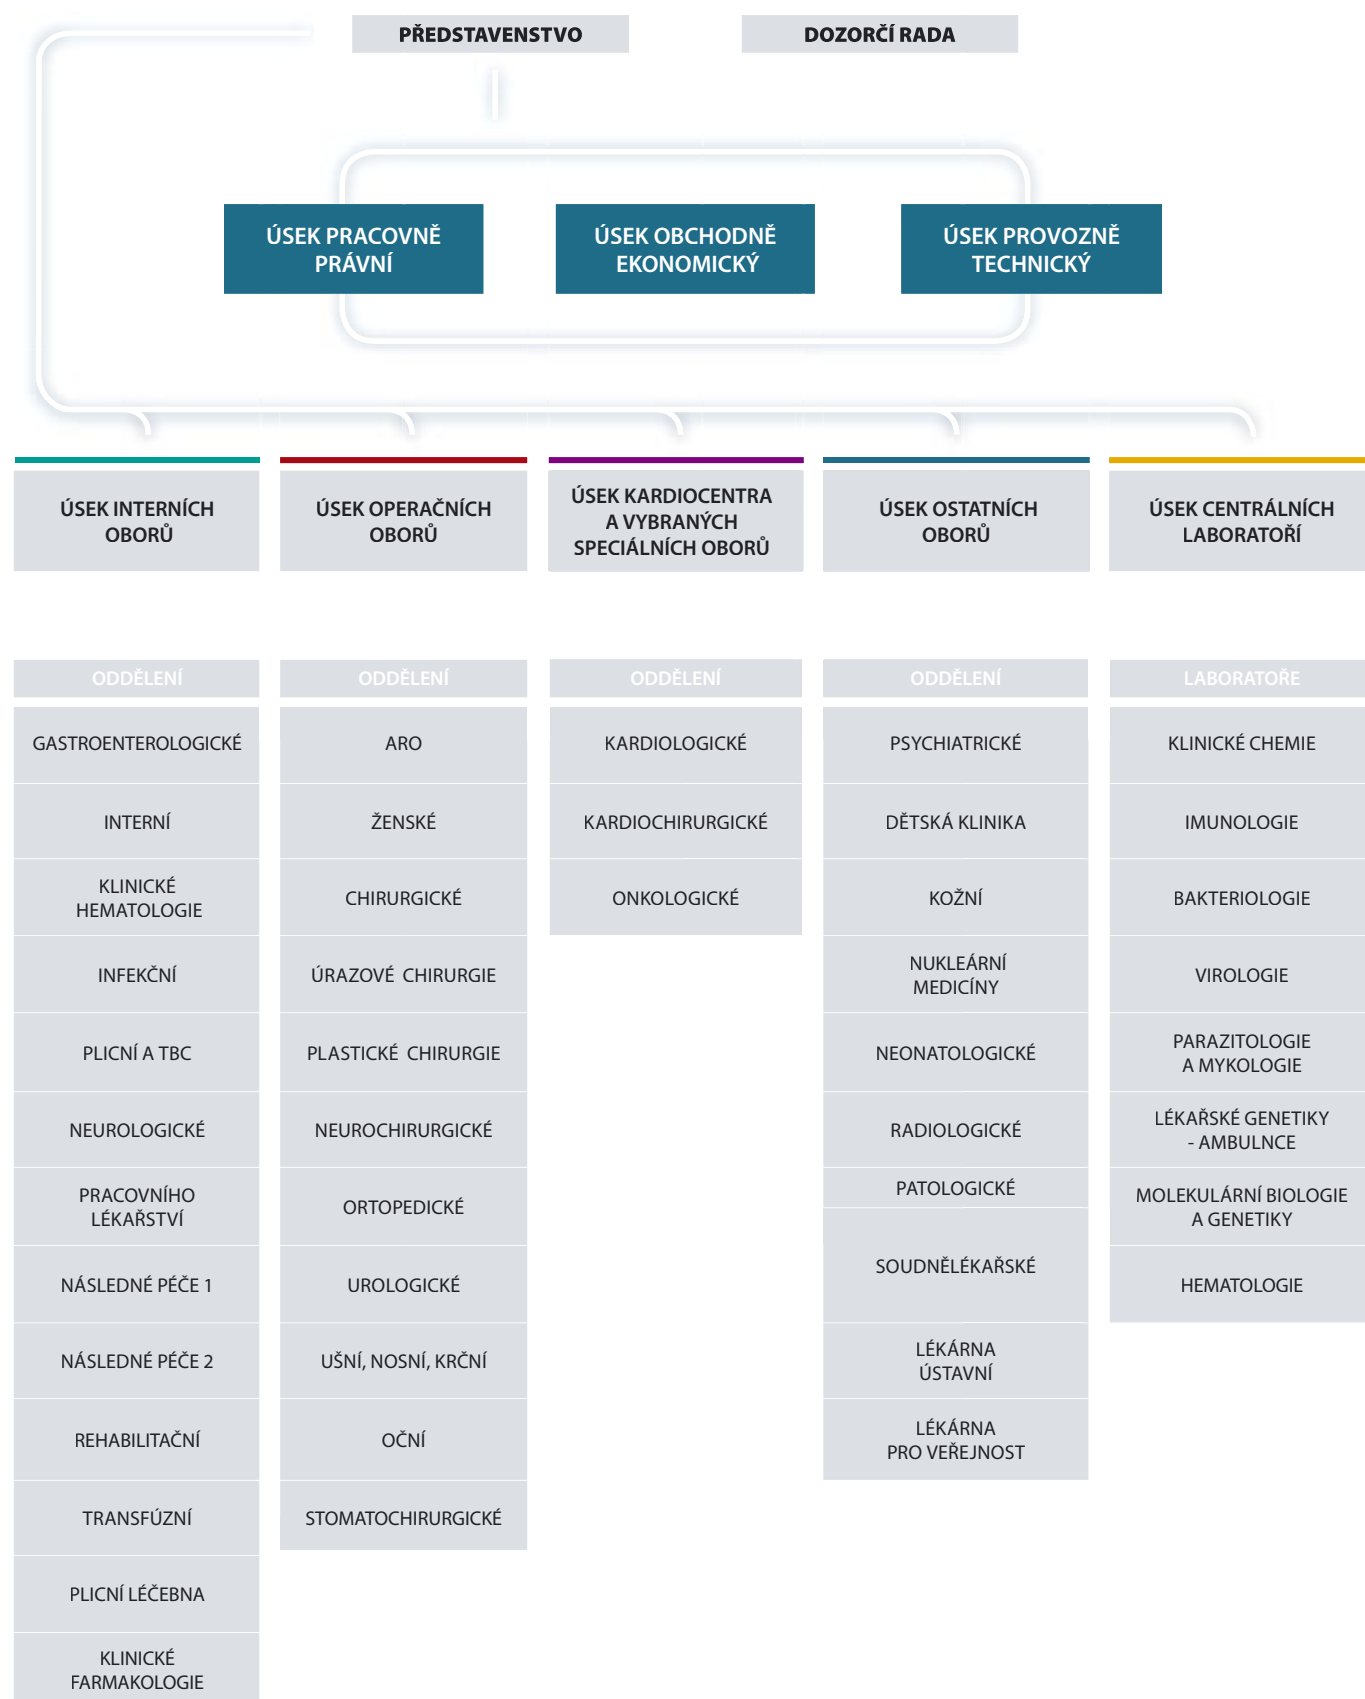 PŘEDSTAVENSTVO
DOZORČÍ RADA
ÚSEK PRACOVNĚ
PRÁVNÍ
ÚSEK OBCHODNĚ
EKONOMICKÝ
ÚSEK PROVOZNĚ
TECHNICKÝ
ÚSEK INTERNÍCH
OBORŮ
ÚSEK OPERAČNÍCH
OBORŮ
ÚSEK KARDIOCENTRA
A VYBRANÝCH
SPECIÁLNÍCH OBORŮ
ÚSEK OSTATNÍCH
OBORŮ
ÚSEK CENTRÁLNÍCH
LABORATOŘÍ
ODDĚLENÍ
GASTROENTEROLOGICKÉ
INTERNÍ
KLINICKÉ
HEMATOLOGIE
INFEKČNÍ
PLICNÍ A TBC
NEUROLOGICKÉ
PRACOVNÍHO
LÉKAŘSTVÍ
NÁSLEDNÉ PÉČE 1
NÁSLEDNÉ PÉČE 2
REHABILITAČNÍ
TRANSFÚZNÍ
PLICNÍ LÉČEBNA
KLINICKÉ
FARMAKOLOGIE
ODDĚLENÍ
ARO
ŽENSKÉ
CHIRURGICKÉ
ÚRAZOVÉ CHIRURGIE
PLASTICKÉ CHIRURGIE
NEUROCHIRURGICKÉ
ORTOPEDICKÉ
UROLOGICKÉ
UŠNÍ, NOSNÍ, KRČNÍ
OČNÍ
STOMATOCHIRURGICKÉ
ODDĚLENÍ
KARDIOLOGICKÉ
KARDIOCHIRURGICKÉ
ONKOLOGICKÉ
ODDĚLENÍ
PSYCHIATRICKÉ
DĚTSKÁ KLINIKA
KOŽNÍ
NUKLEÁRNÍ
MEDICÍNY
NEONATOLOGICKÉ
RADIOLOGICKÉ
PATOLOGICKÉ
SOUDNĚLÉKAŘSKÉ
LÉKÁRNA
ÚSTAVNÍ
LÉKÁRNA
PRO VEŘEJNOST
LABORATOŘE
KLINICKÉ CHEMIE
IMUNOLOGIE
BAKTERIOLOGIE
VIROLOGIE
PARAZITOLOGIE
A MYKOLOGIE
LÉKAŘSKÉ GENETIKY
- AMBULNCE
MOLEKULÁRNÍ BIOLOGIE
A GENETIKY
HEMATOLOGIE